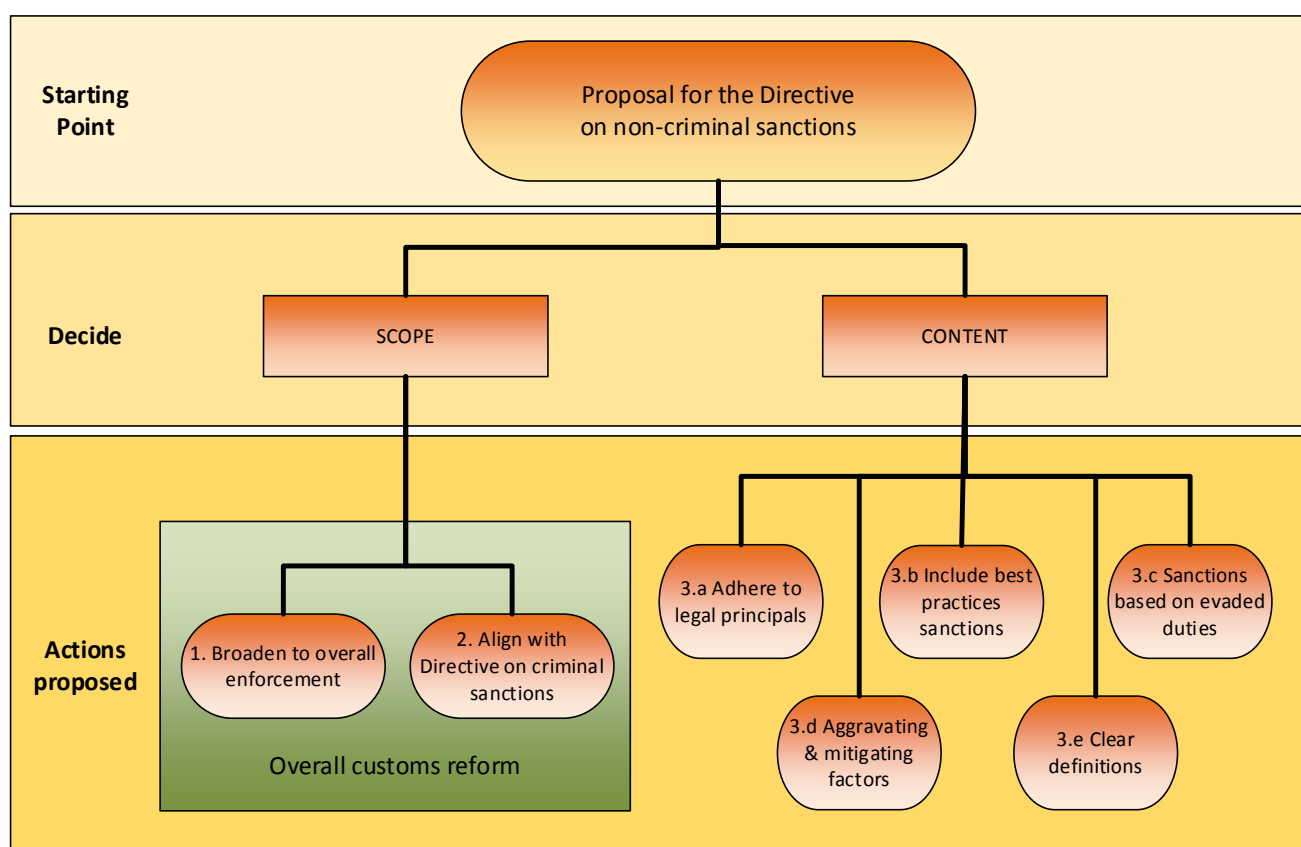 Starting
Point
Proposal for the Directive
on non-criminal sanctions
Decide
SCOPE
CONTENT
Actions
proposed
1. Broaden to overall
enforcement
2. Align with
Directive on criminal
sanctions
Overall customs reform
3.a Adhere to
legal principals
3.b Include best
practices
sanctions
3.c Sanctions
based on evaded
duties
3.d Aggravating
& mitigating
factors
3.e Clear
definitions